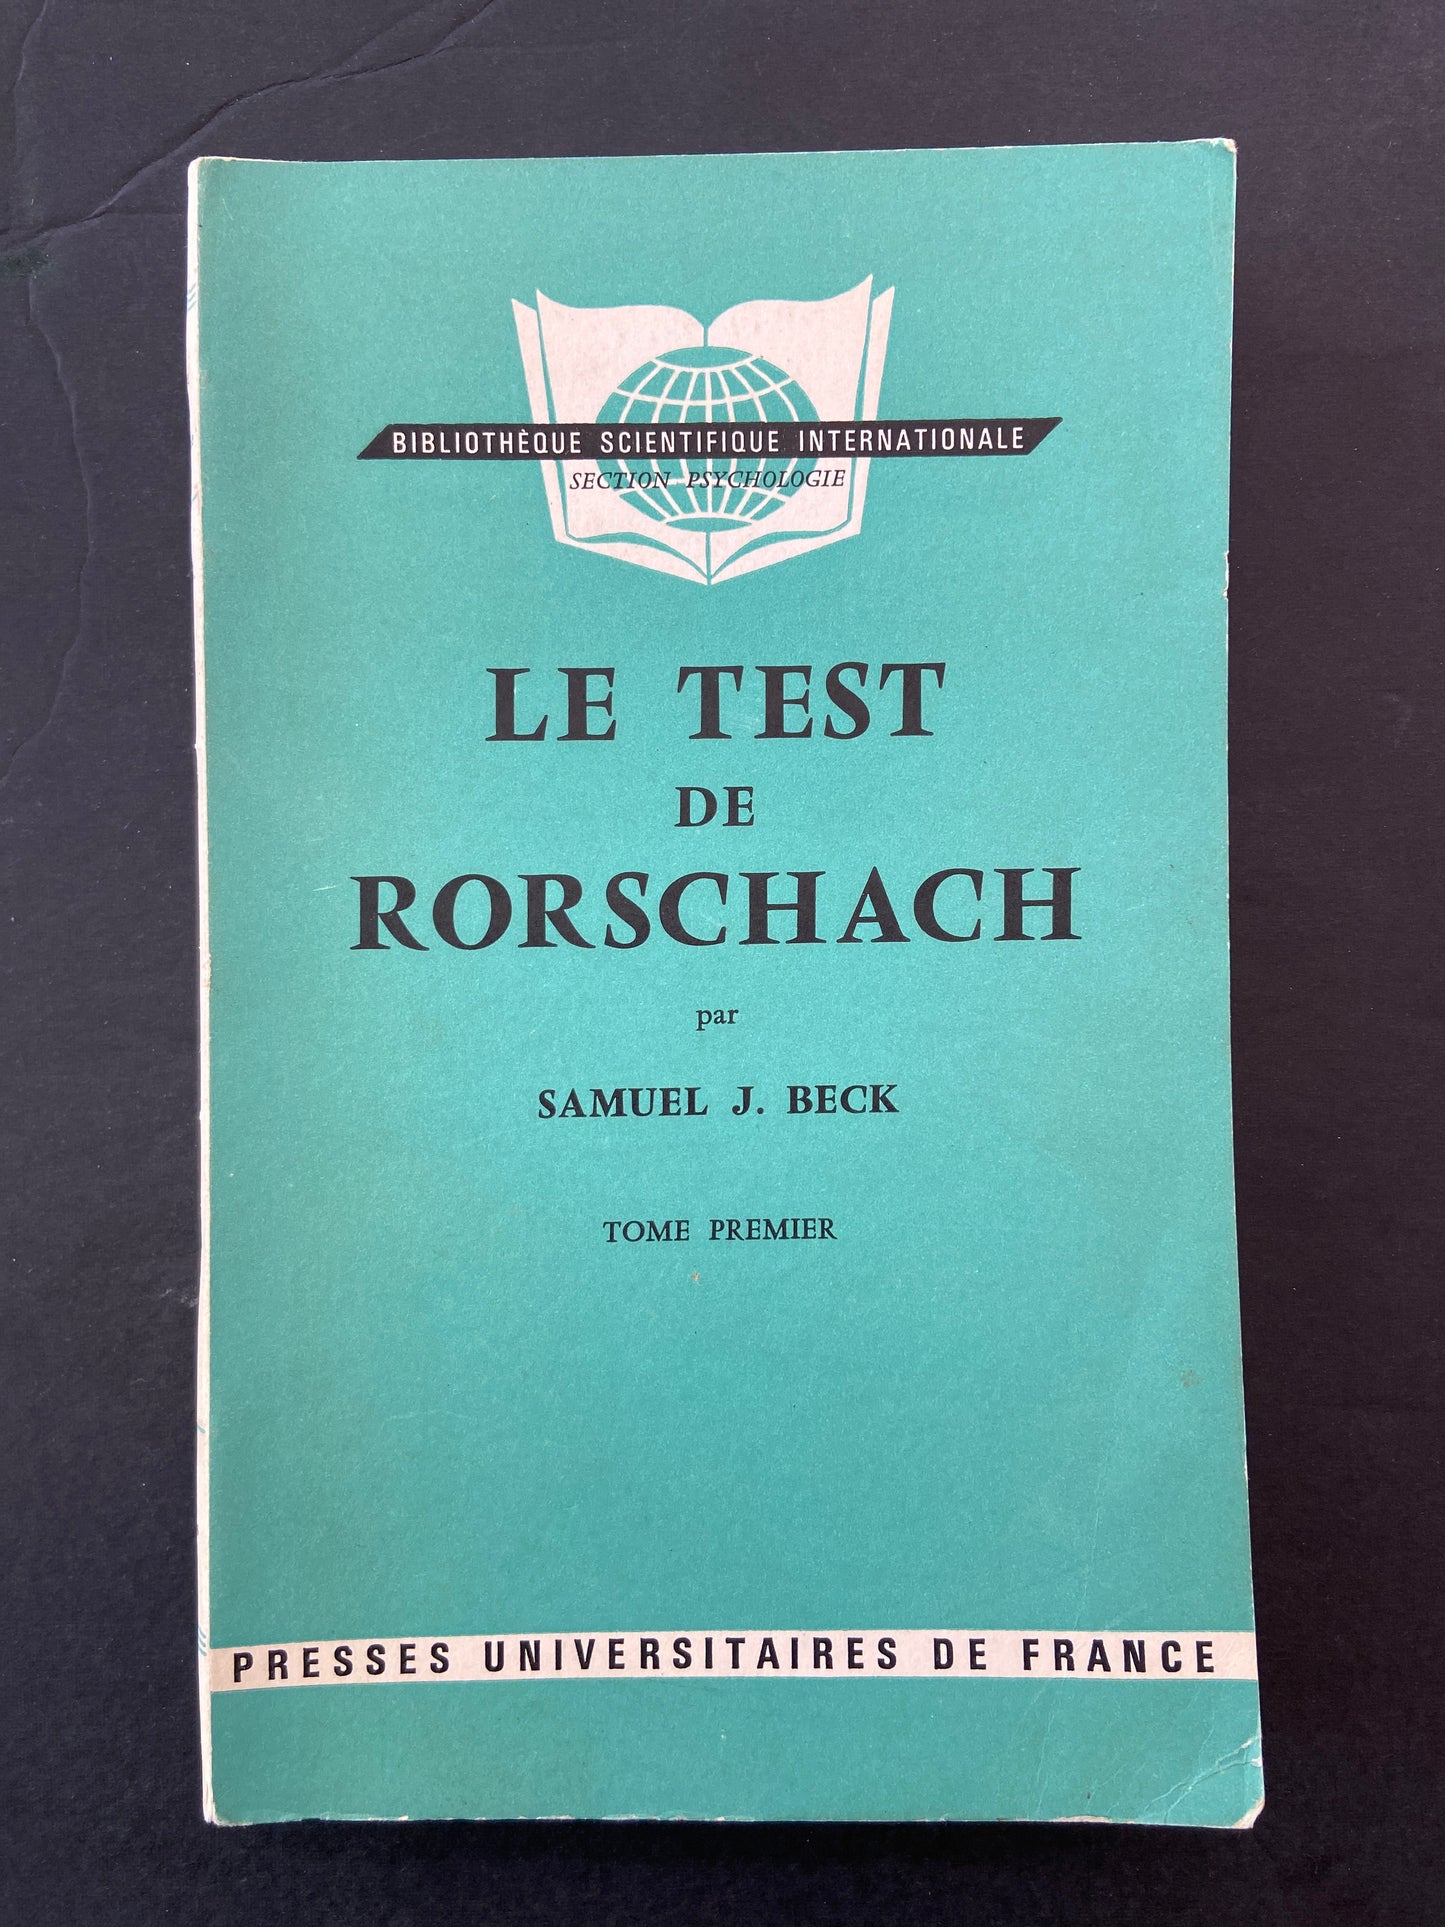 BIBLIOTHÈQUE SCIENTIFIQUE INTERNATIONALE
SECTION PSYCHOLOGIE
LE TEST
DE
RORSCHACH
par
SAMUEL J. BECK
TOME PREMIER
PRESSES UNIVERSITAIRES DE FRANCE